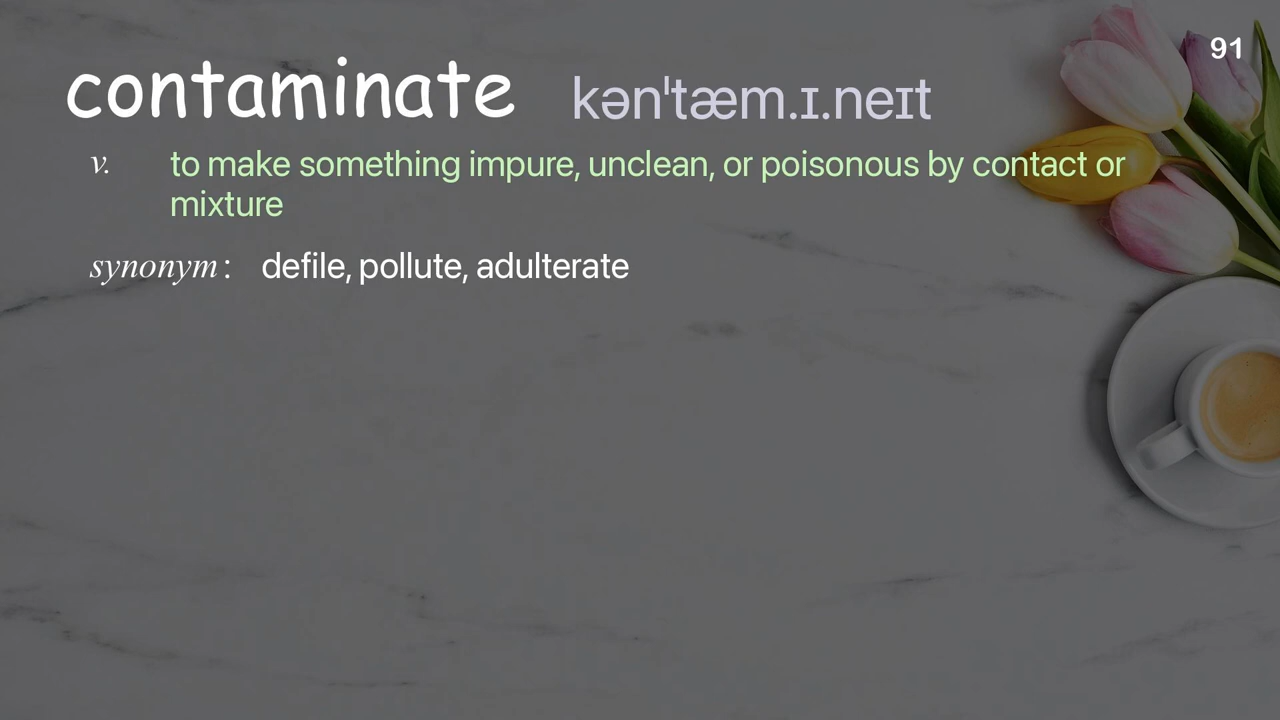 91
contaminate kənˈtæm.ɪ.neɪt
v. to make something impure, unclean, or poisonous by contact or
mixture
synonym : defile, pollute, adulterate